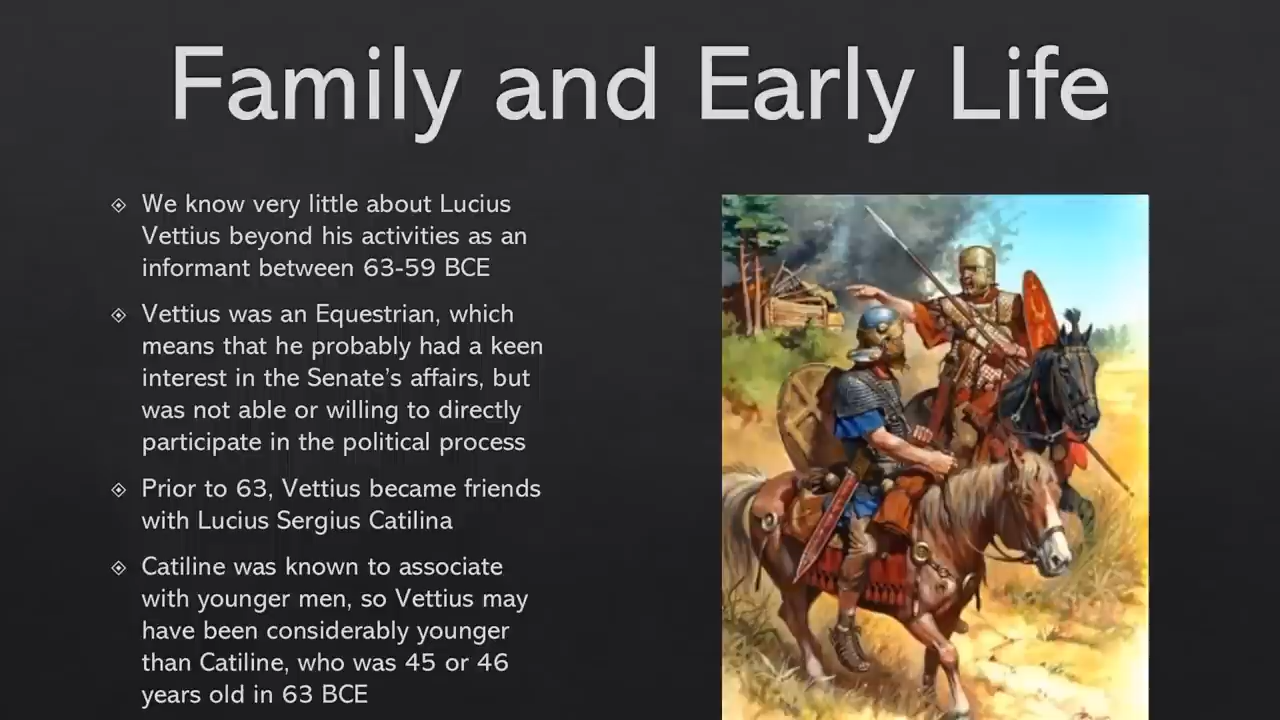 Family and Early Life
We know very little about Lucius
Vettius beyond his activities as an
informant between 63-59 BCE
Vettius was an Equestrian, which
means that he probably had a keen
interest in the Senate’s affairs, but
was not able or willing to directly
participate in the political process
Prior to 63, Vettius became friends
with Lucius Sergius Catilina
Catiline was known to associate
with younger men, so Vettius may
have been considerably younger
than Catiline, who was 45 or 46
years old in 63 BCE